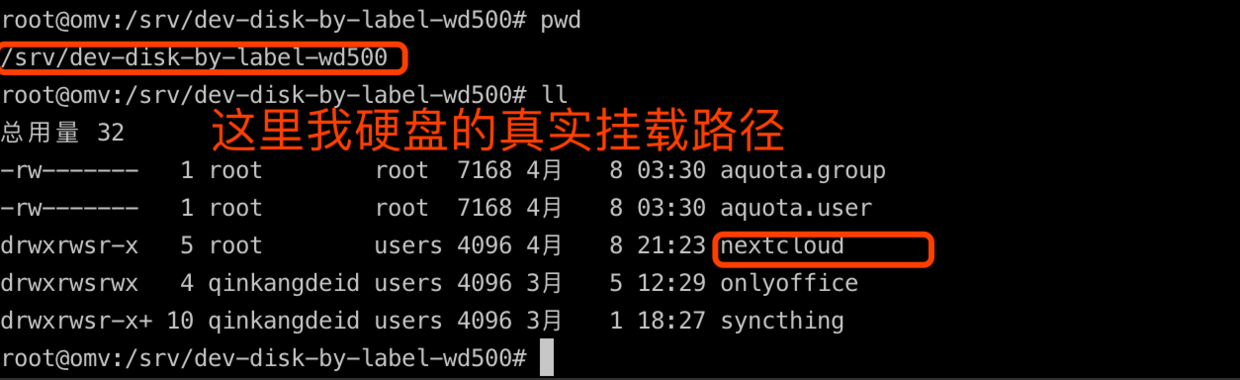 root@omv:/srv/dev-disk-by-label-wd500# pwd
/srv/dev-disk-by-label-wd500
root@omv:/srv/dev-disk-by-label-wd500# ll
总用量 32
这里我硬盘的真实挂载路径
-rw------- 1 root root 7168 4月 8 03:30 aquota.group
-rw------- 1 root root 7168 4月 8 03:30 aquota.user
drwxrwsr-x 5 root users 4096 4月 8 21:23 nextcloud
drwxrwsrwx 4 qinkangdeid users 4096 3月 5 12:29 onlyoffice
drwxrwsr-x+ 10 qinkangdeid users 4096 3月 1 18:27 syncthing
root@omv:/srv/dev-disk-by-label-wd500#